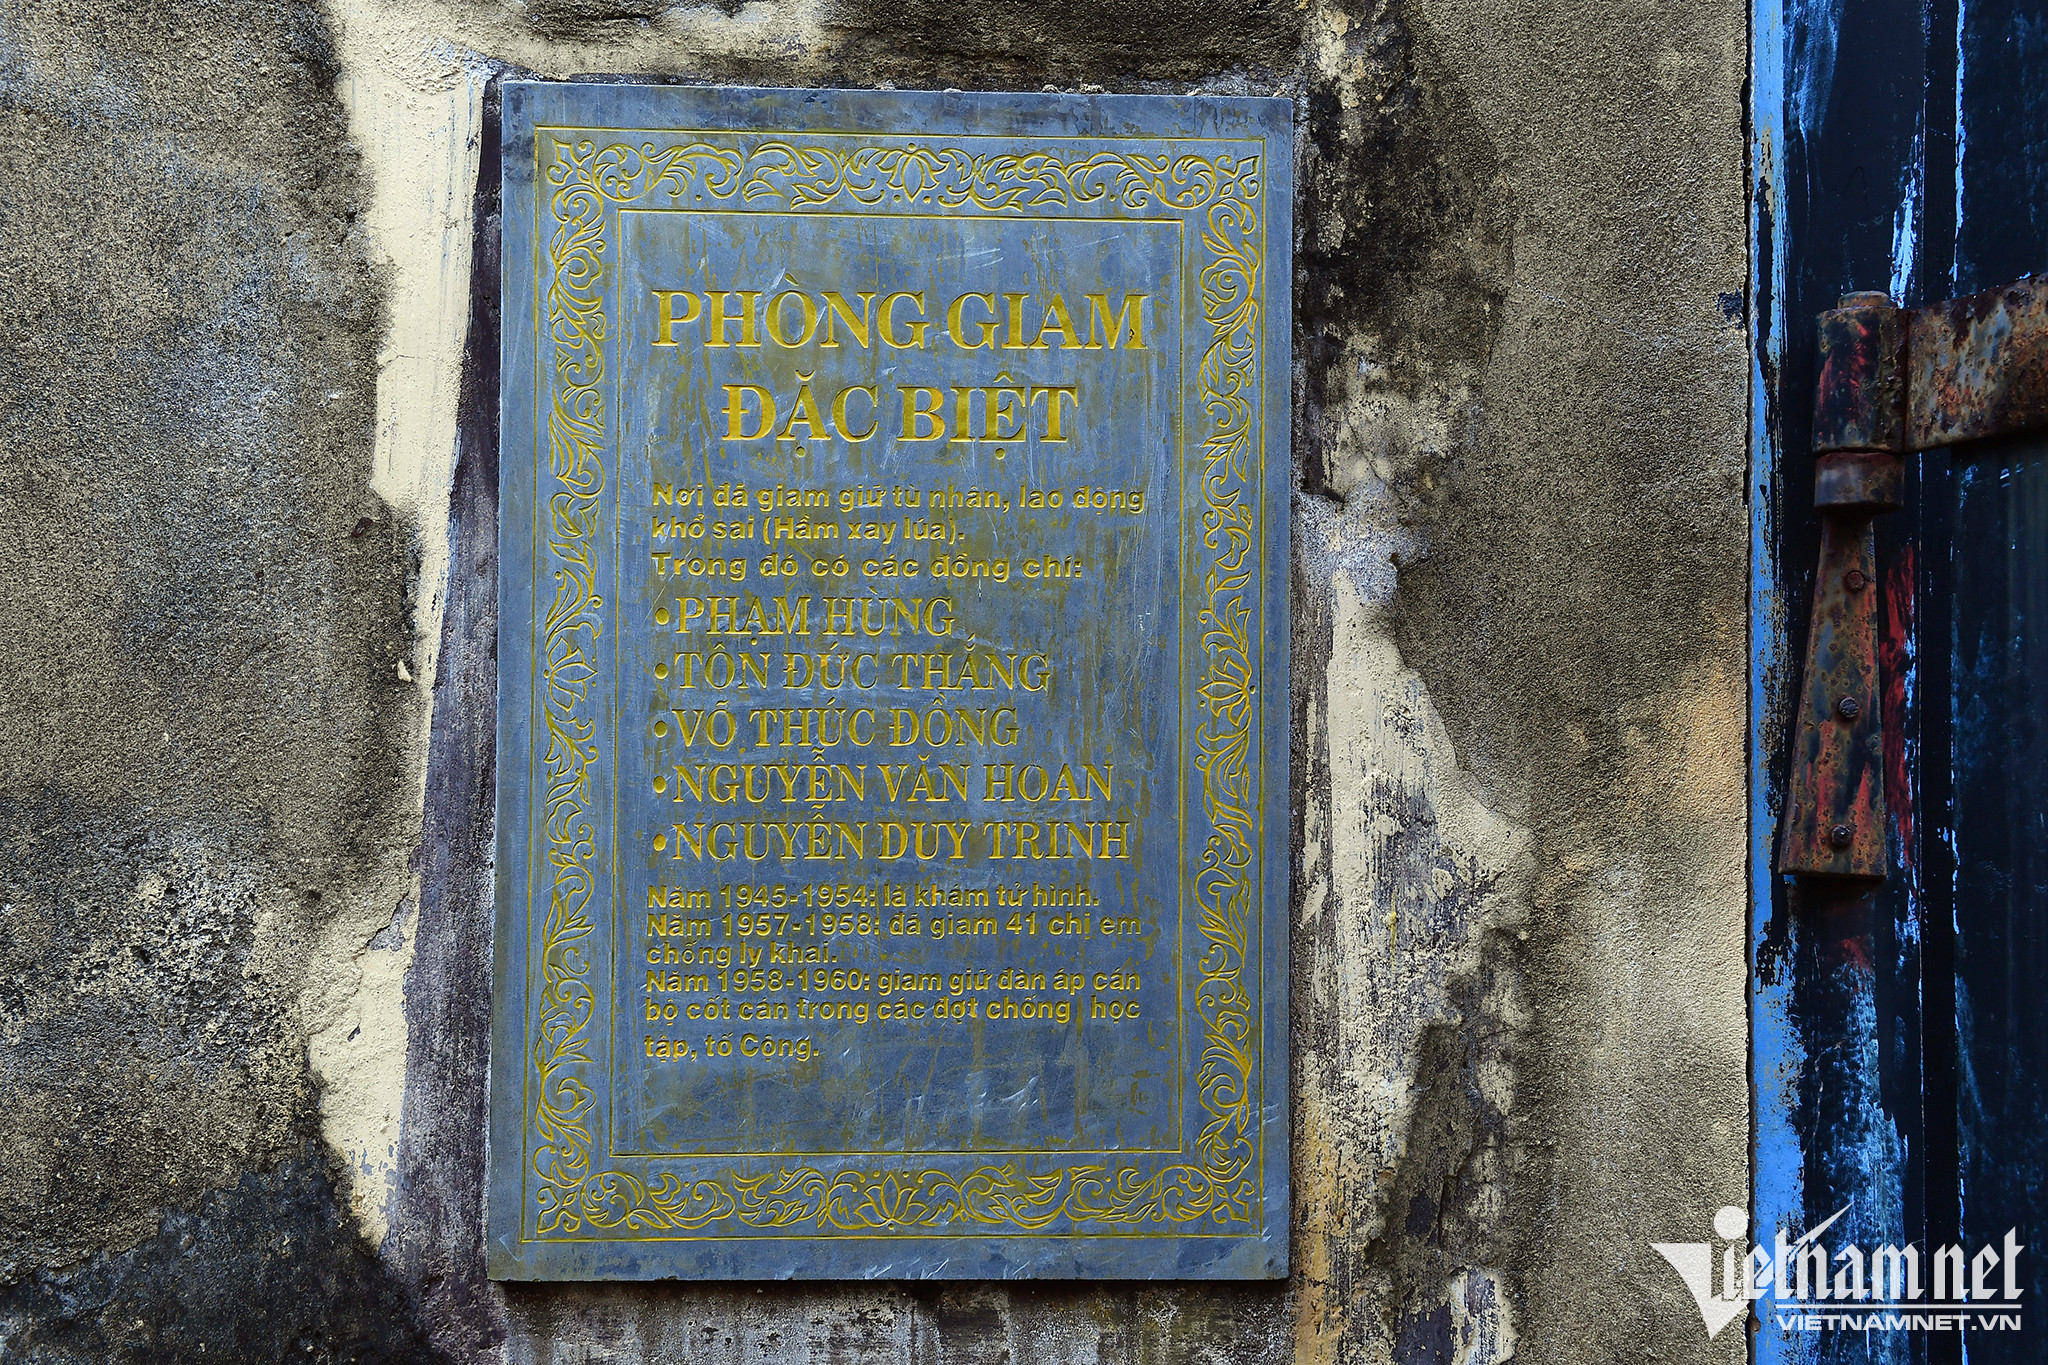 PHÒNG GIAM
ĐẶC BIỆT
Nơi đã giam giữ tù nhân, lao động
khổ sai (Hầm xay lúa).
Trong đó có các đồng chí:
•PHẠM HÙNG
•TÔN ĐỨC THẮNG
•VÕ THÚC ĐỒNG
•NGUYỄN VĂN HOAN
•NGUYỄN DUY TRINH
Năm 1945-1954: là khám tử hình.
Năm 1957-1958: đã giam 41 chị em
chống ly khai.
Năm 1958-1960: giam giữ đàn áp cán
bộ cốt cán trong các đợt chống học
tập, tố Cộng.
Vietnamnet
VIETNAMNET.VN